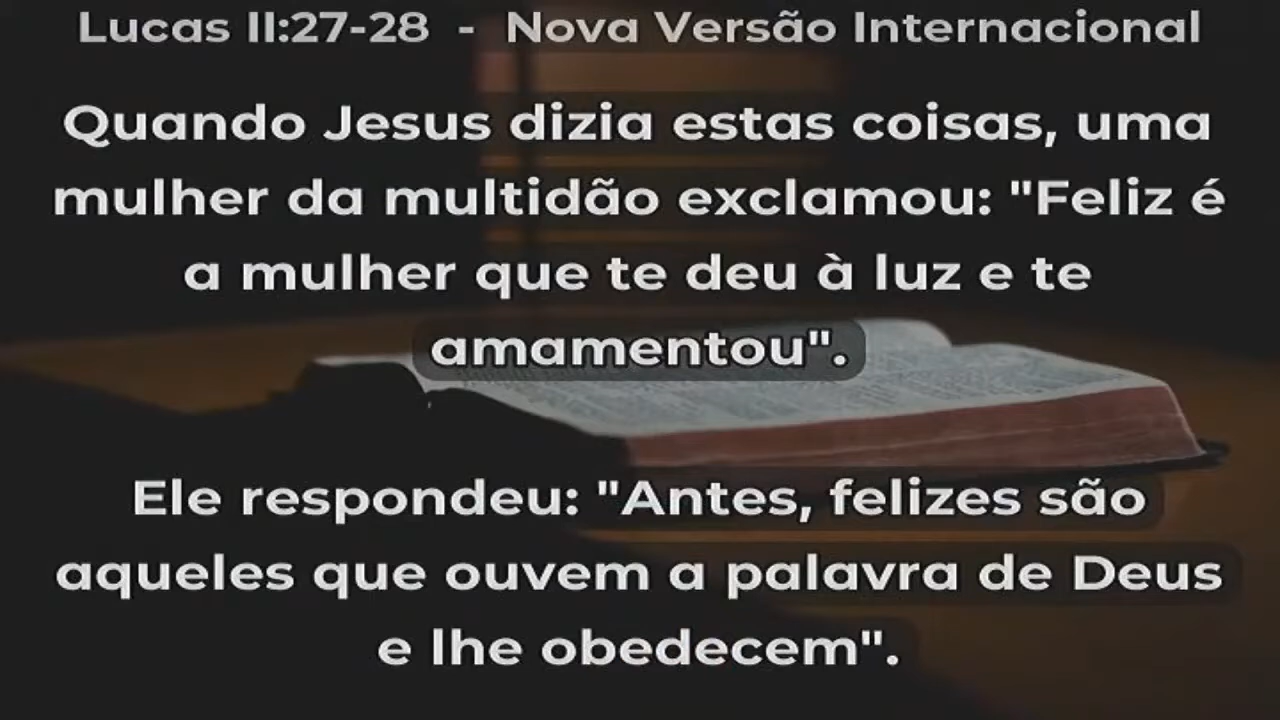 Lucas II:27-28 - Nova Versão Internacional
Quando Jesus dizia estas coisas, uma
mulher da multidão exclamou: "Feliz é
a mulher que te deu à luz e te
amamentou".
Ele respondeu: "Antes, felizes são
aqueles que ouvem a palavra de Deus
e lhe obedecem".